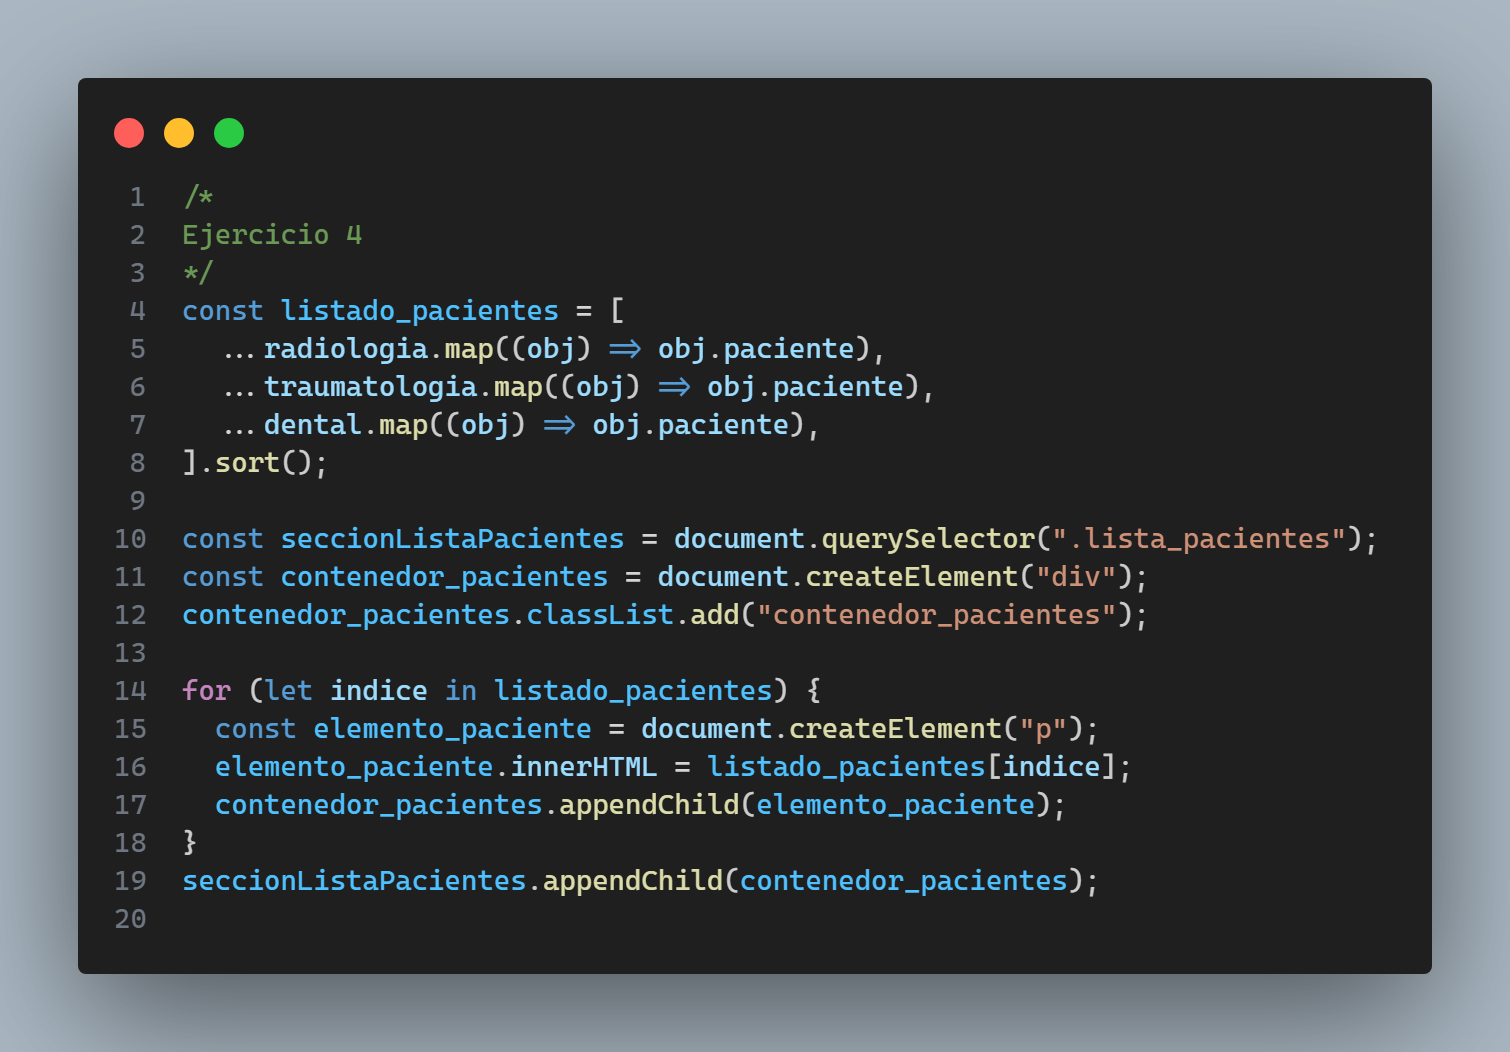 1 /*
2 Ejercicio 4
3 */
4 const listado_pacientes = [
5   ...radiologia.map((obj) => obj.paciente),
6   ...traumatologia.map((obj) => obj.paciente),
7   ...dental.map((obj) => obj.paciente),
8 ].sort();
9
10 const seccionListaPacientes = document.querySelector(".lista_pacientes");
11 const contenedor_pacientes = document.createElement("div");
12 contenedor_pacientes.classList.add("contenedor_pacientes");
13
14 for (let indice in listado_pacientes) {
15   const elemento_paciente = document.createElement("p");
16   elemento_paciente.innerHTML = listado_pacientes[indice];
17   contenedor_pacientes.appendChild(elemento_paciente);
18 }
19 seccionListaPacientes.appendChild(contenedor_pacientes);
20